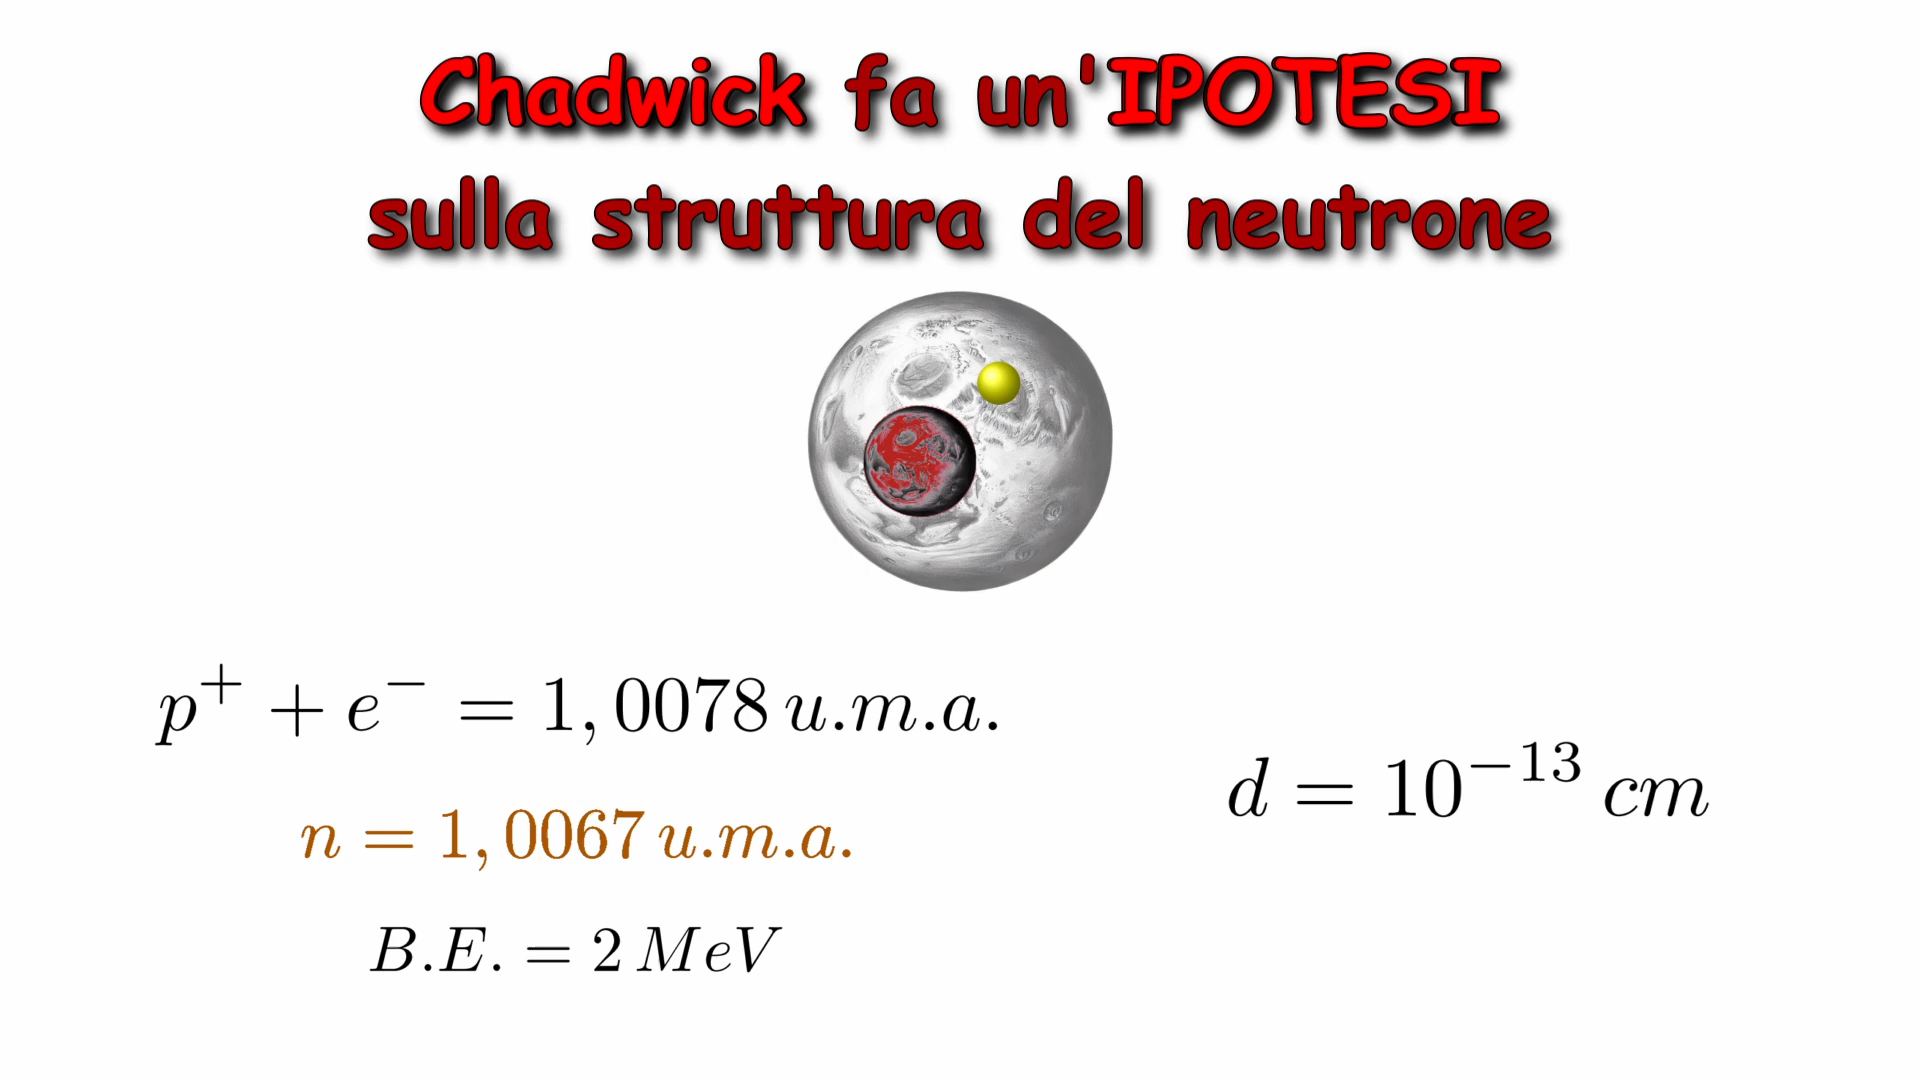 Chadwick fa un'IPOTESI
sulla struttura del neutrone
p⁺ + e⁻ = 1,0078 u.m.a.
d = 10⁻¹³ cm
n = 1,0067 u.m.a.
B.E. = 2 MeV